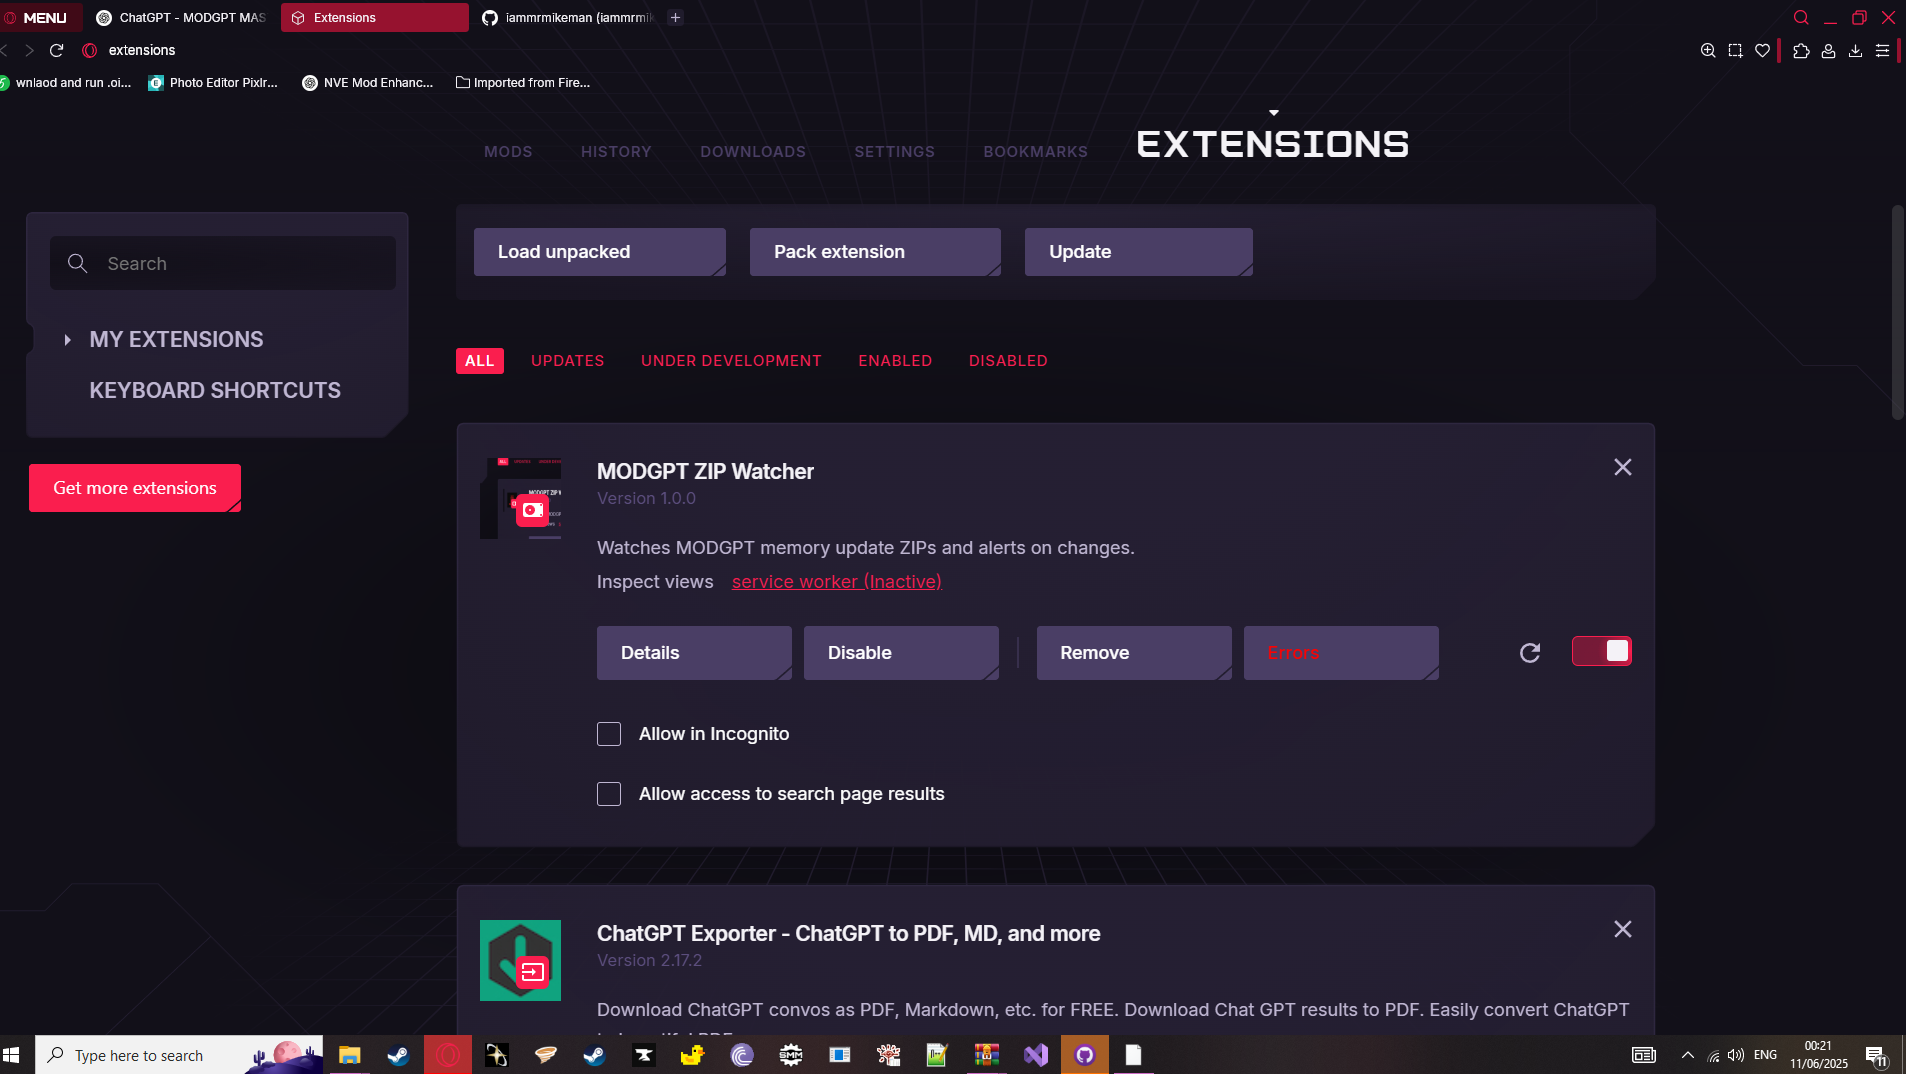 MENU
ChatGPT - MODGPT MAS
Extensions
iammrmikeman (iammrmik
extensions
wnlaod and run .oi...
Photo Editor Pixlr...
NVE Mod Enhanc...
Imported from Fire...
MODS
HISTORY
DOWNLOADS
SETTINGS
BOOKMARKS
EXTENSIONS
Search
MY EXTENSIONS
KEYBOARD SHORTCUTS
Get more extensions
Load unpacked
Pack extension
Update
ALL
UPDATES
UNDER DEVELOPMENT
ENABLED
DISABLED
MODGPT ZIP Watcher
Version 1.0.0
Watches MODGPT memory update ZIPs and alerts on changes.
Inspect views service worker (Inactive)
Details
Disable
Remove
Errors
Allow in Incognito
Allow access to search page results
ChatGPT Exporter - ChatGPT to PDF, MD, and more
Version 2.17.2
Download ChatGPT convos as PDF, Markdown, etc. for FREE. Download Chat GPT results to PDF. Easily convert ChatGPT
Type here to search
SMM
ENG
00:21
11/06/2025
11